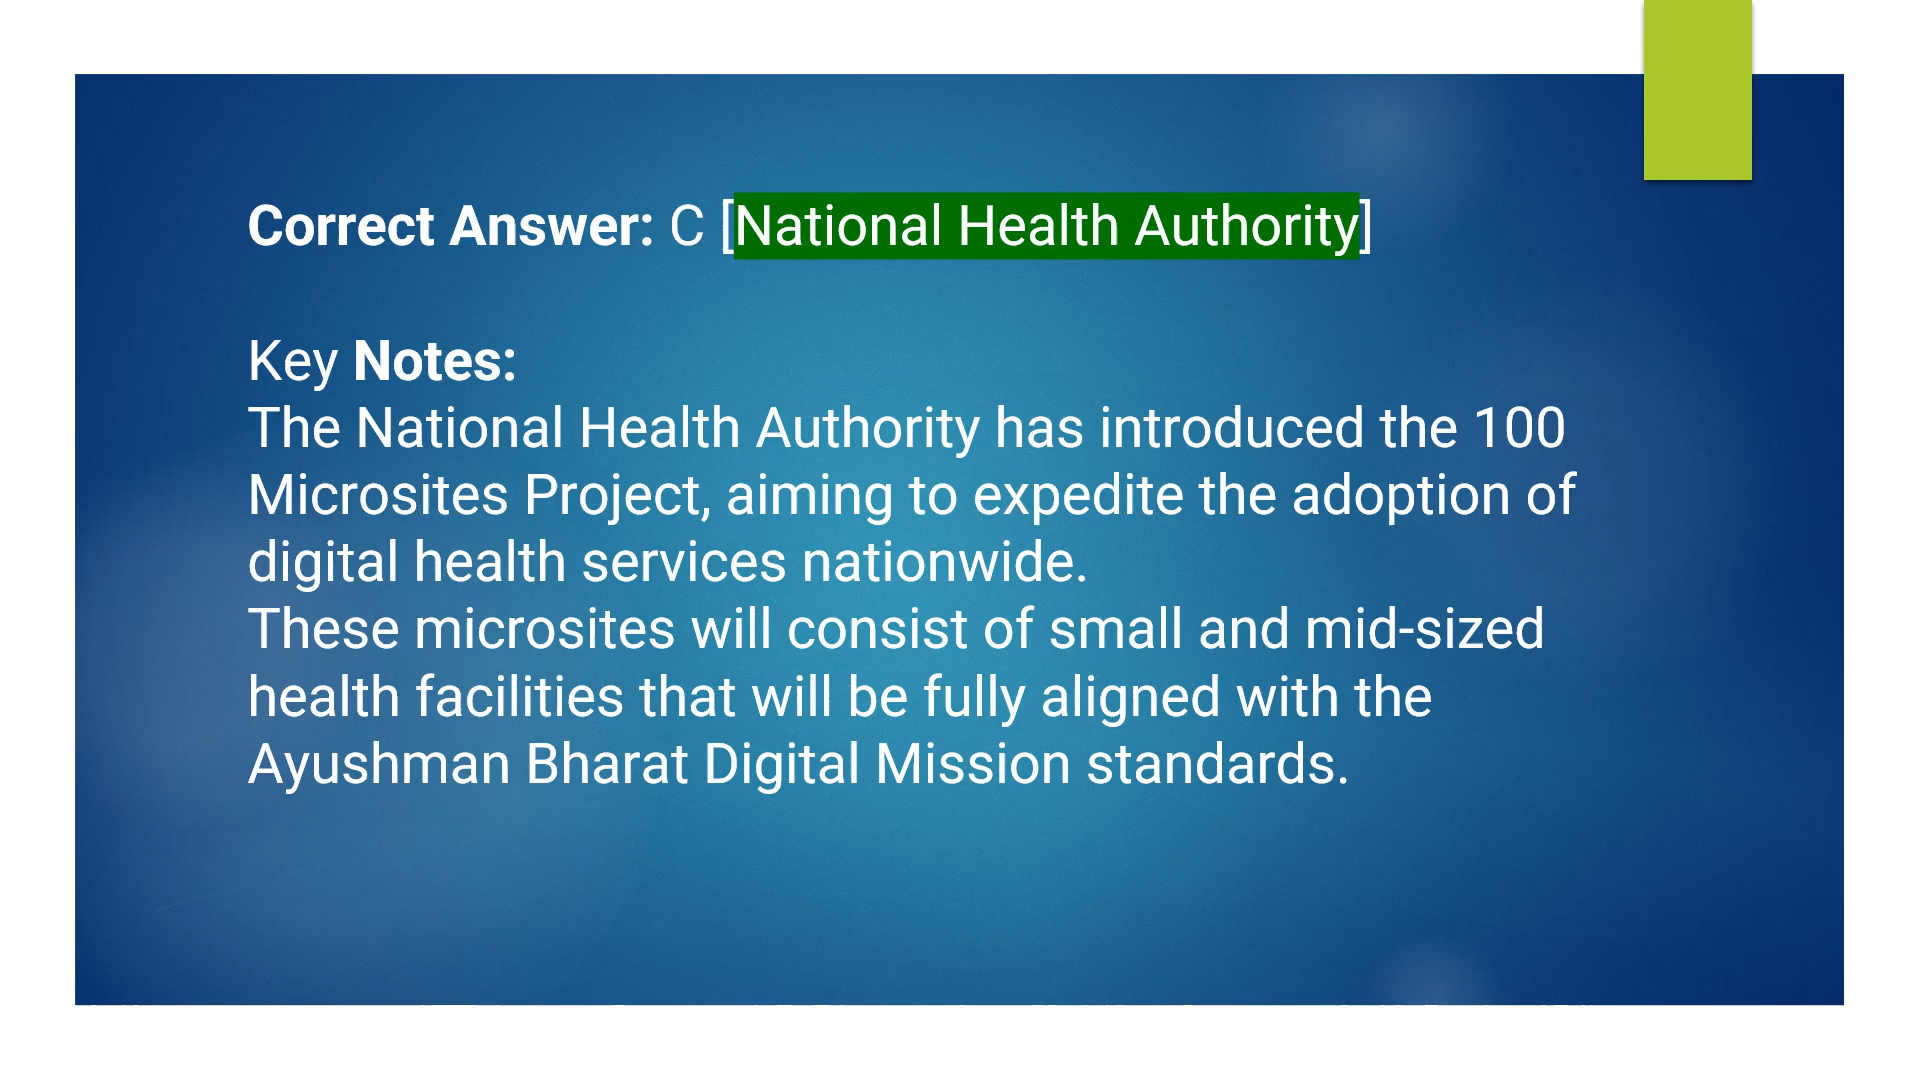 Correct Answer: C [National Health Authority]
Key Notes:
The National Health Authority has introduced the 100
Microsites Project, aiming to expedite the adoption of
digital health services nationwide.
These microsites will consist of small and mid-sized
health facilities that will be fully aligned with the
Ayushman Bharat Digital Mission standards.